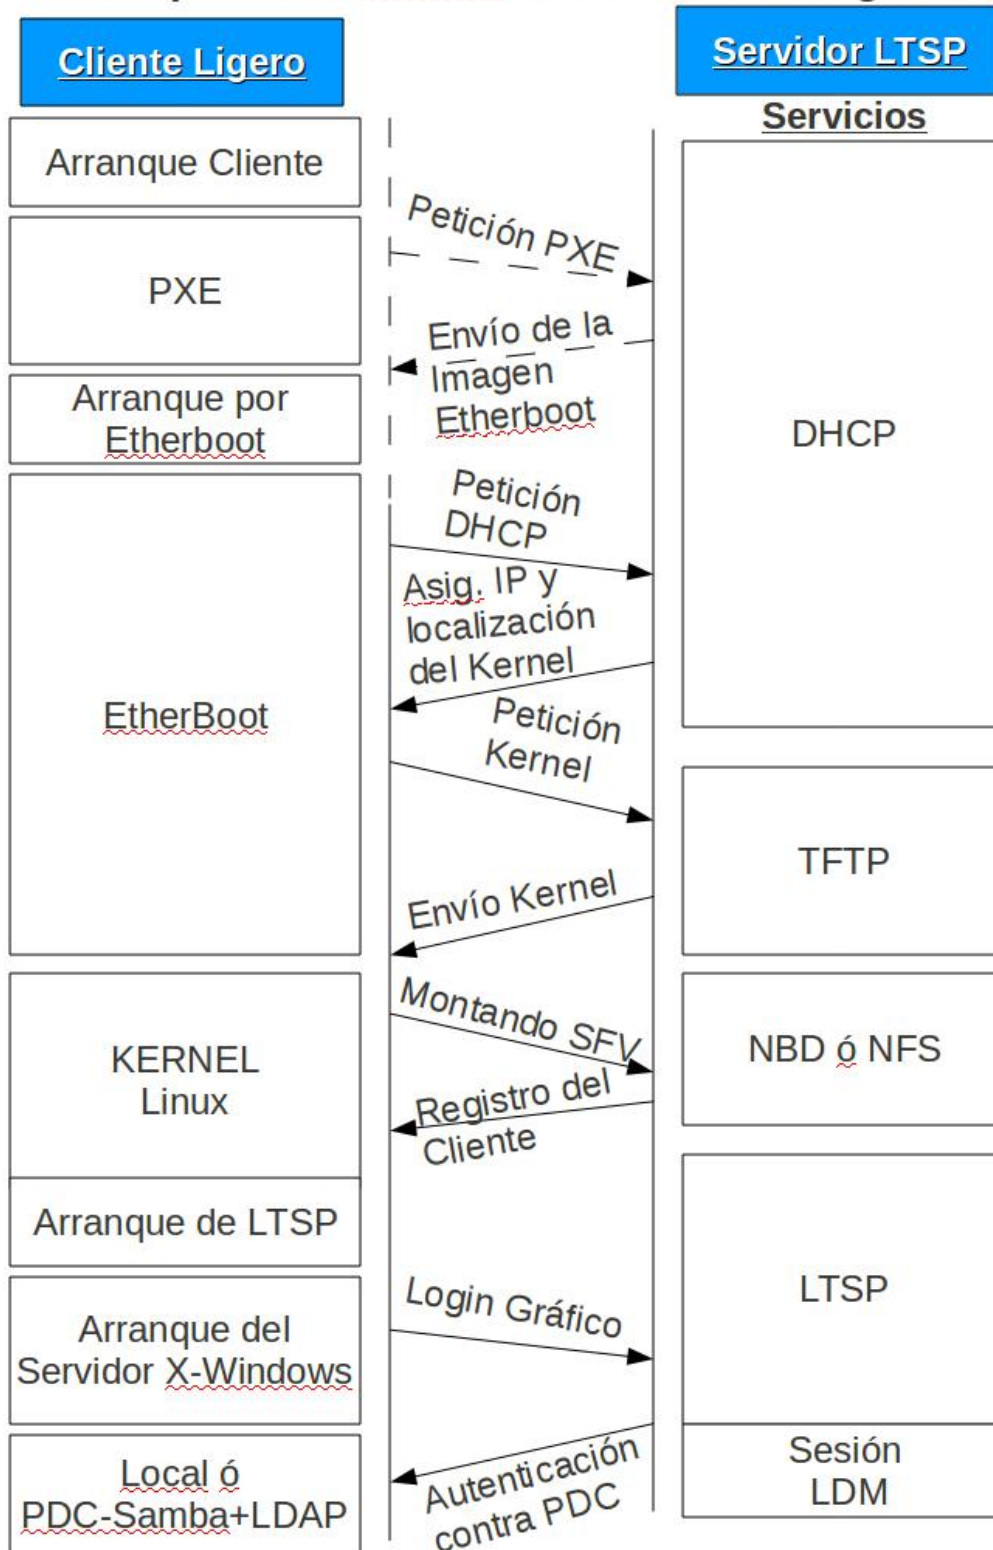 Cliente Ligero
Servidor LTSP
Servicios
Arranque Cliente
Petición PXE
PXE
Envío de la
Imagen
Etherboot
Arranque por
Etherboot
DHCP
Petición
DHCP
Asig. IP y
localización
del Kernel
EtherBoot
Petición
Kernel
TFTP
Envío Kernel
Montando SFV
KERNEL
Linux
NBD ó NFS
Registro del
Cliente
Arranque de LTSP
LTSP
Login Gráfico
Arranque del
Servidor X-Windows
Sesión
LDM
Autenticación
contra PDC
Local ó
PDC-Samba+LDAP